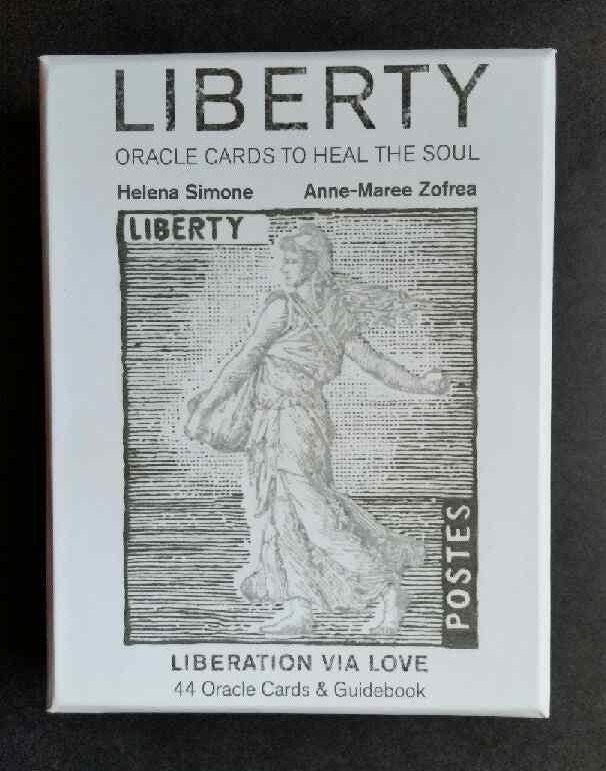 LIBERTY
ORACLE CARDS TO HEAL THE SOUL
Helena Simone Anne-Maree Zofrea
LIBERTY
POSTES
LIBERATION VIA LOVE
44 Oracle Cards & Guidebook